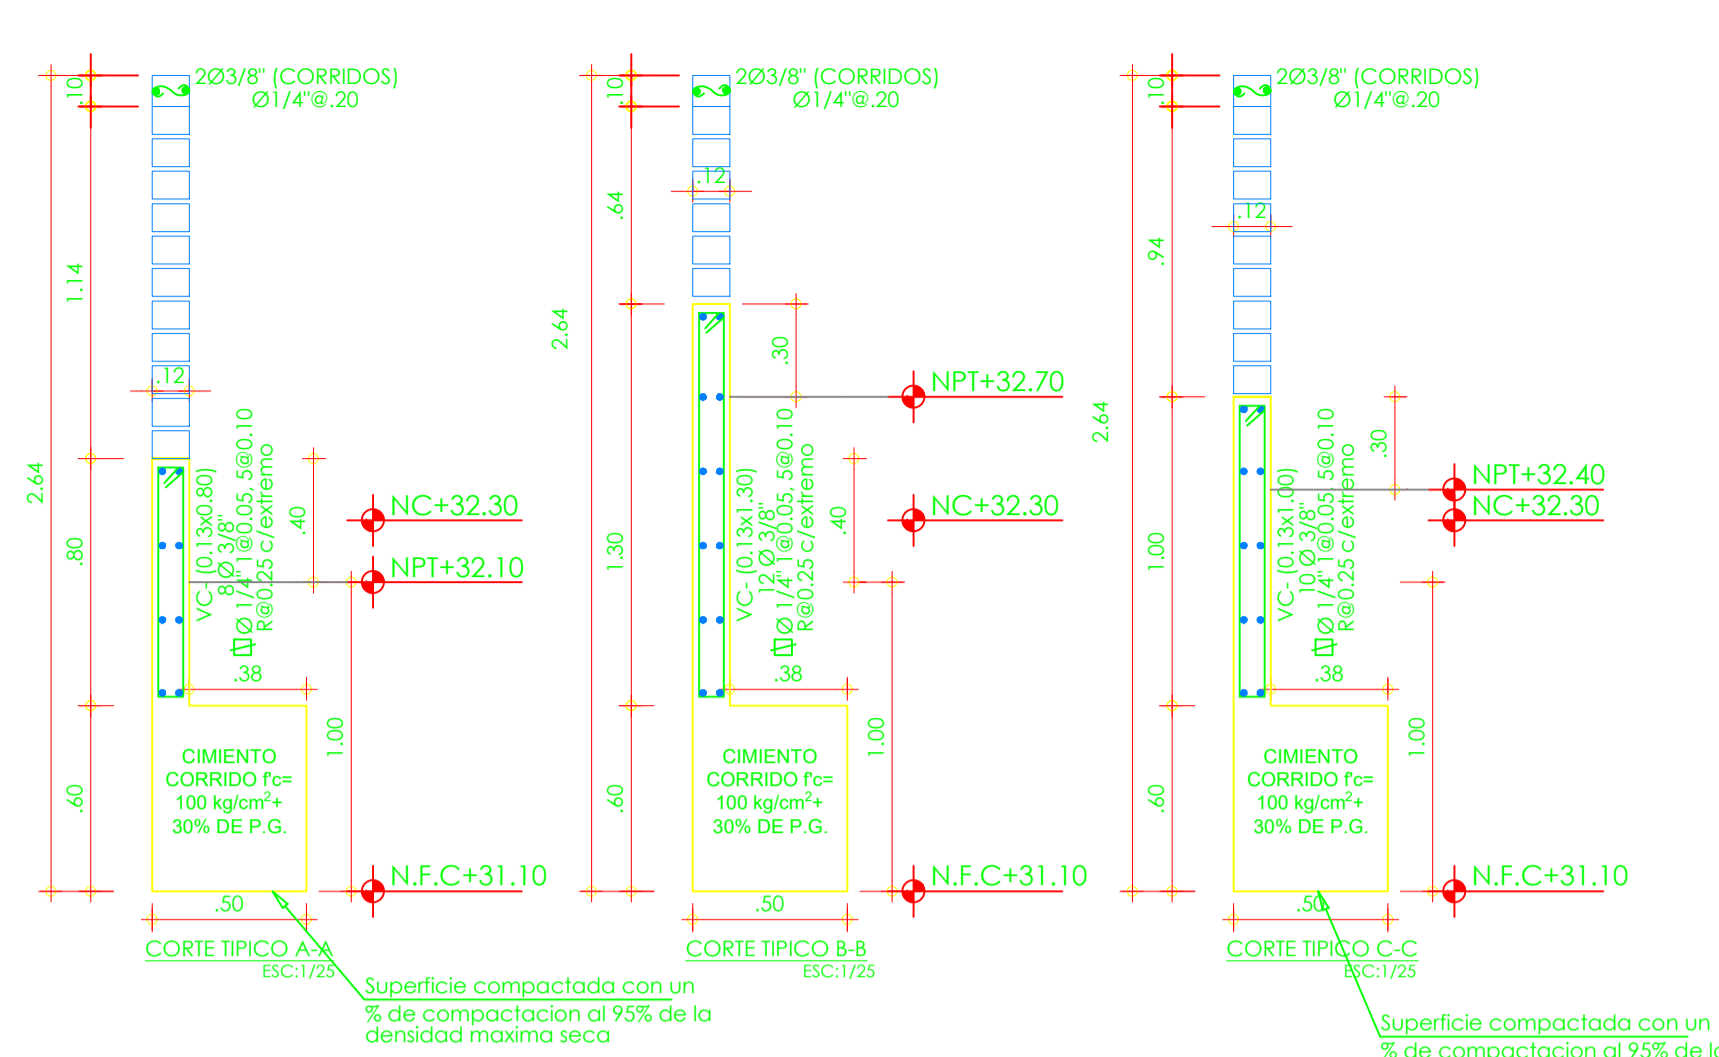 2Ø3/8" (CORRIDOS)
Ø1/4"@.20
.10
1.14
2.64
.12
.80
.60
VC- (0.13x0.80)
8 Ø 3/8"
Ø 1/4" 1@0.05, 5@0.10
R@0.25 c/extremo
.40
NC+32.30
NPT+32.10
.38
1.00
CIMIENTO
CORRIDO f'c=
100 kg/cm²+
30% DE P.G.
N.F.C+31.10
.50
CORTE TIPICO A-A
ESC:1/25
Superficie compactada con un
% de compactacion al 95% de la
densidad maxima seca
2Ø3/8" (CORRIDOS)
Ø1/4"@.20
.10
.64
2.64
.12
1.30
.60
.30
NPT+32.70
VC- (0.13x1.30)
12 Ø 3/8"
Ø 1/4" 1@0.05, 5@0.10
R@0.25 c/extremo
.40
NC+32.30
.38
1.00
CIMIENTO
CORRIDO f'c=
100 kg/cm²+
30% DE P.G.
N.F.C+31.10
.50
CORTE TIPICO B-B
ESC:1/25
2Ø3/8" (CORRIDOS)
Ø1/4"@.20
.10
.94
2.64
.12
1.00
.60
.30
NPT+32.40
NC+32.30
VC- (0.13x1.00)
10 Ø 3/8"
Ø 1/4" 1@0.05, 5@0.10
R@0.25 c/extremo
.38
1.00
CIMIENTO
CORRIDO f'c=
100 kg/cm²+
30% DE P.G.
N.F.C+31.10
.50
CORTE TIPICO C-C
ESC:1/25
Superficie compactada con un
% de compactacion al 95% de